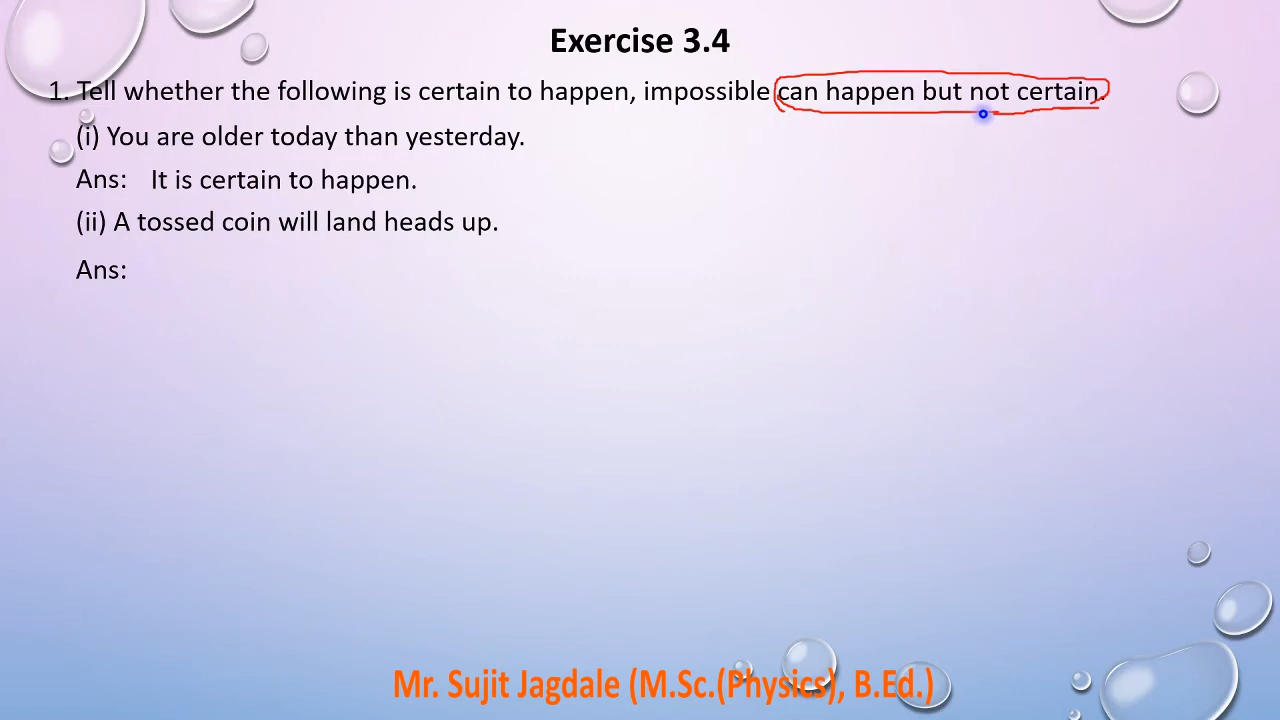 Exercise 3.4
1. Tell whether the following is certain to happen, impossible can happen but not certain.
(i) You are older today than yesterday.
Ans: It is certain to happen.
(ii) A tossed coin will land heads up.
Ans:
Mr. Sujit Jagdale (M.Sc.(Physics), B.Ed.)